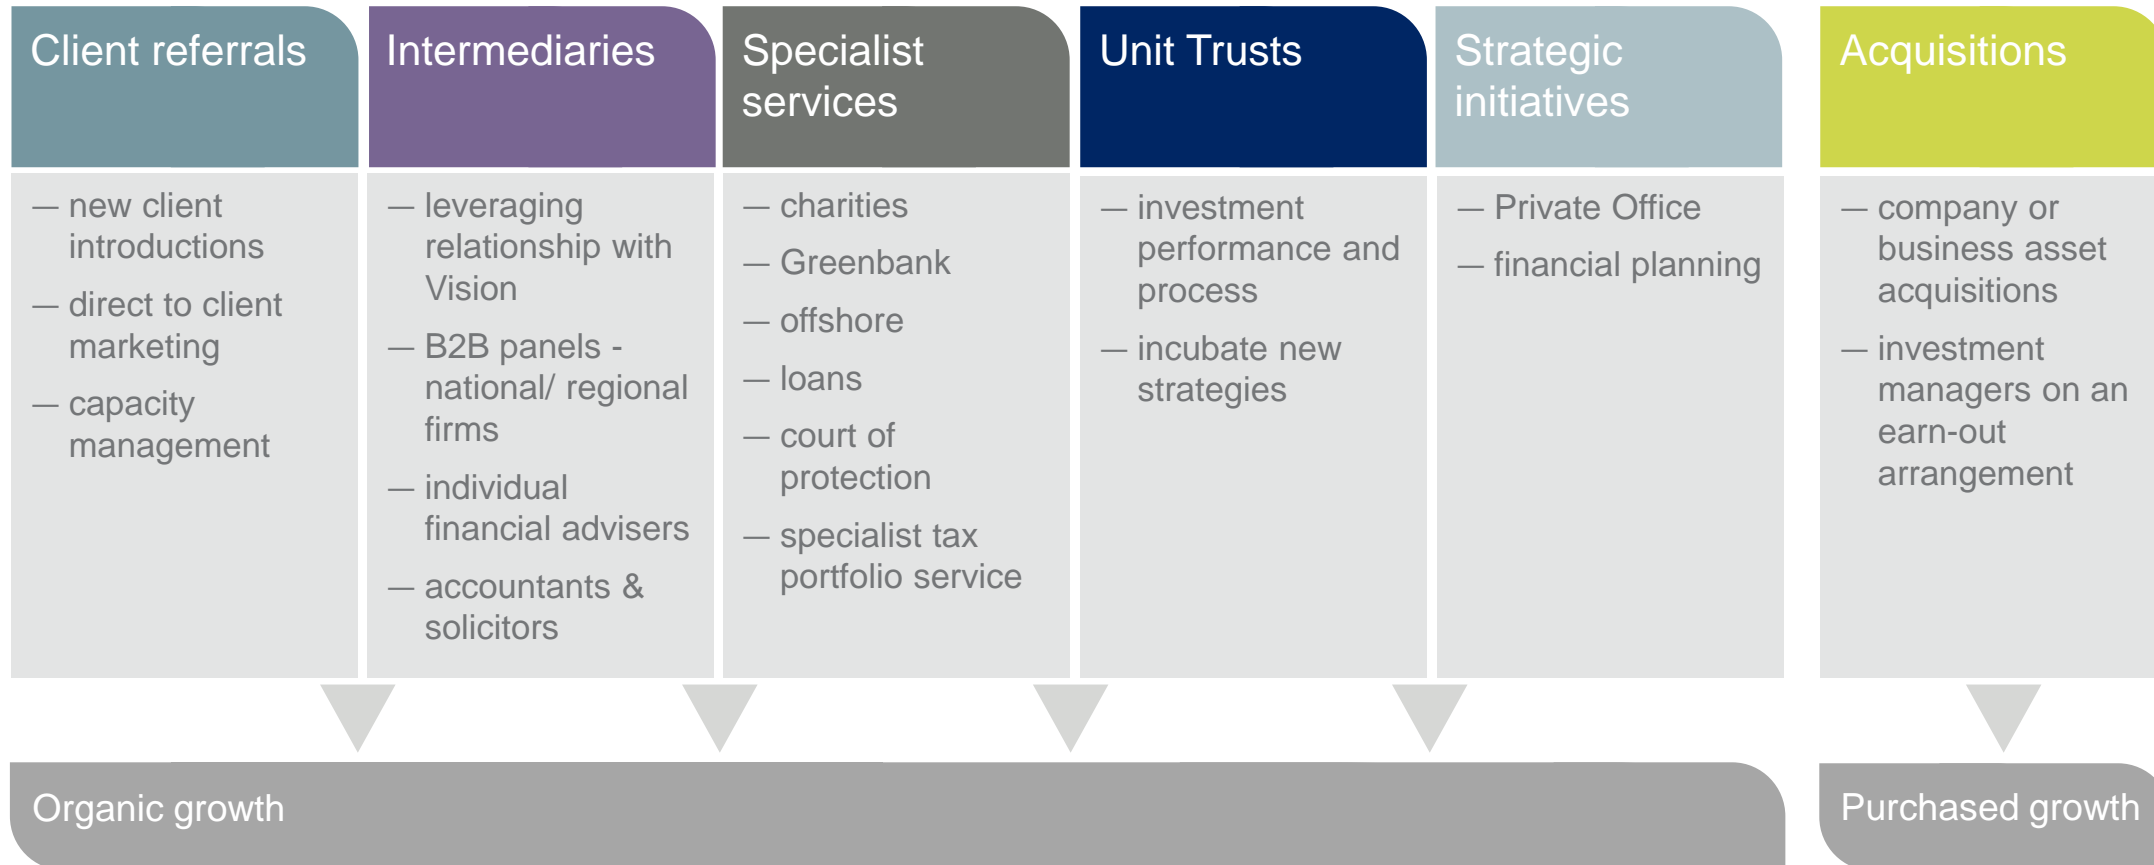 Client referrals
— new client
introductions
— direct to client
marketing
— capacity
management
Intermediaries
— leveraging
relationship with
Vision
— B2B panels -
national/ regional
firms
— individual
financial advisers
— accountants &
solicitors
Specialist
services
— charities
— Greenbank
— offshore
— loans
— court of
protection
— specialist tax
portfolio service
Unit Trusts
— investment
performance and
process
— incubate new
strategies
Strategic
initiatives
— Private Office
— financial planning
Acquisitions
— company or
business asset
acquisitions
— investment
managers on an
earn-out
arrangement
Organic growth
Purchased growth